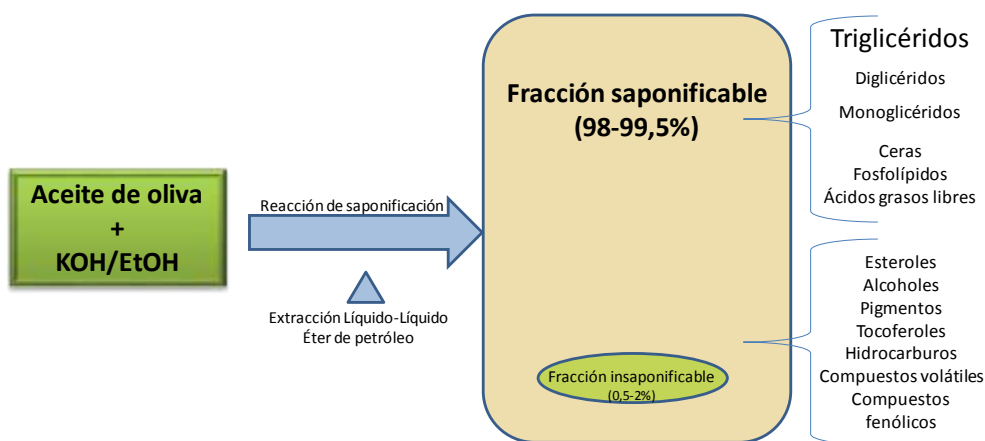 Aceite de oliva
+
KOH/EtOH
Reacción de saponificación
Extracción Líquido-Líquido
Éter de petróleo
Fracción saponificable
(98-99,5%)
Fracción insaponificable
(0,5-2%)
Triglicéridos
Diglicéridos
Monoglicéridos
Ceras
Fosfolípidos
Ácidos grasos libres
Esteroles
Alcoholes
Pigmentos
Tocoferoles
Hidrocarburos
Compuestos volátiles
Compuestos
fenólicos